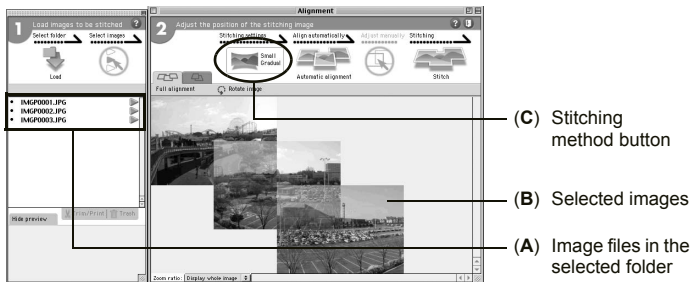 Alignment
1 Load images to be stitched ?
Select folder Select images
Load
IMGP0001.JPG
IMGP0002.JPG
IMGP0003.JPG
Hide preview Trim/Print Trash
2 Adjust the position of the stitching image ?
Stitching settings Align automatically Adjust manually Stitching
Small
Gradual
Automatic alignment Stitch
Full alignment Rotate image
Zoom ratio: Display whole image
(C) Stitching
method button
(B) Selected images
(A) Image files in the
selected folder